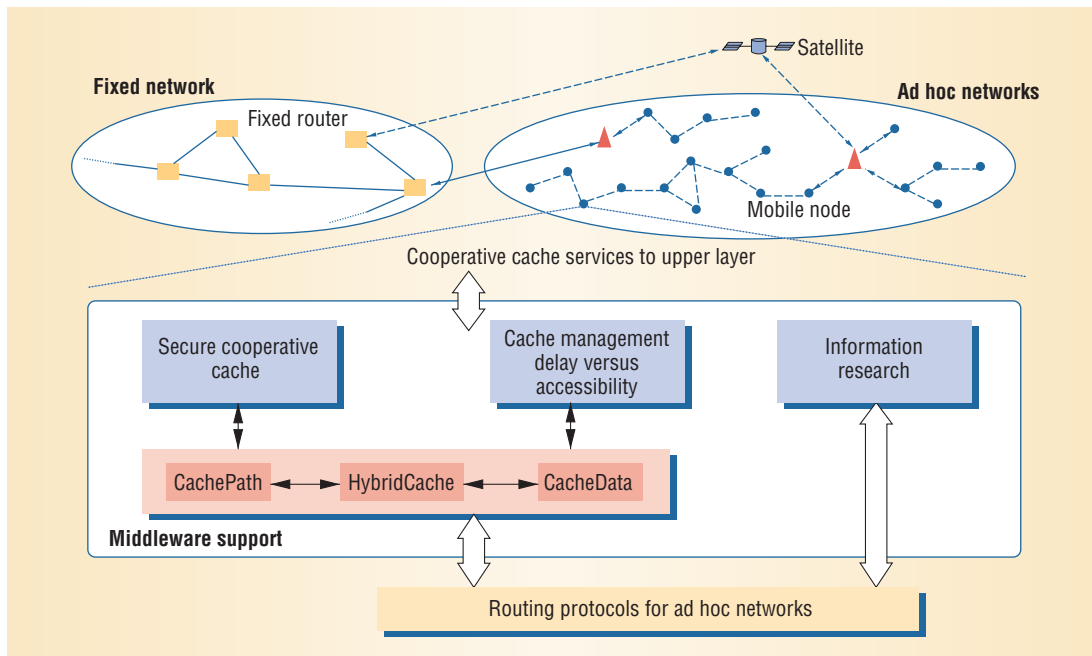 Satellite
Fixed network
Ad hoc networks
Fixed router
Mobile node
Cooperative cache services to upper layer
Secure cooperative
cache
Cache management
delay versus
accessibility
Information
research
CachePath
HybridCache
CacheData
Middleware support
Routing protocols for ad hoc networks